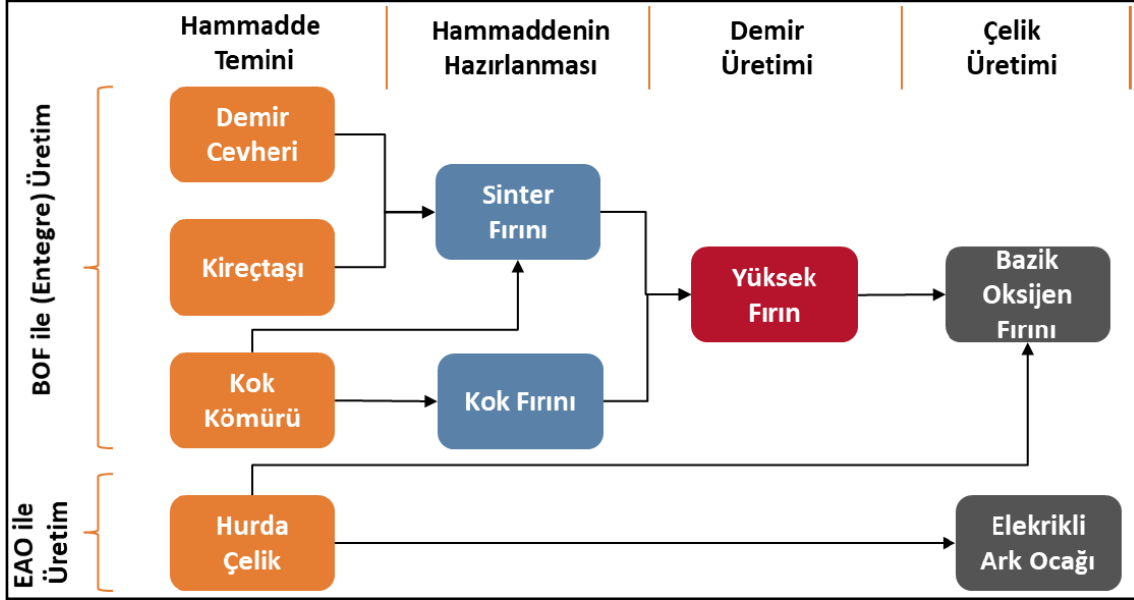 Hammadde
Temini
Hammaddenin
Hazırlanması
Demir
Üretimi
Çelik
Üretimi
BOF ile (Entegre) Üretim
Demir
Cevheri
Kireçtaşı
Kok
Kömürü
Sinter
Fırını
Kok Fırını
Yüksek
Fırın
Bazik
Oksijen
Fırını
EAO ile
Üretim
Hurda
Çelik
Elekrikli
Ark Ocağı